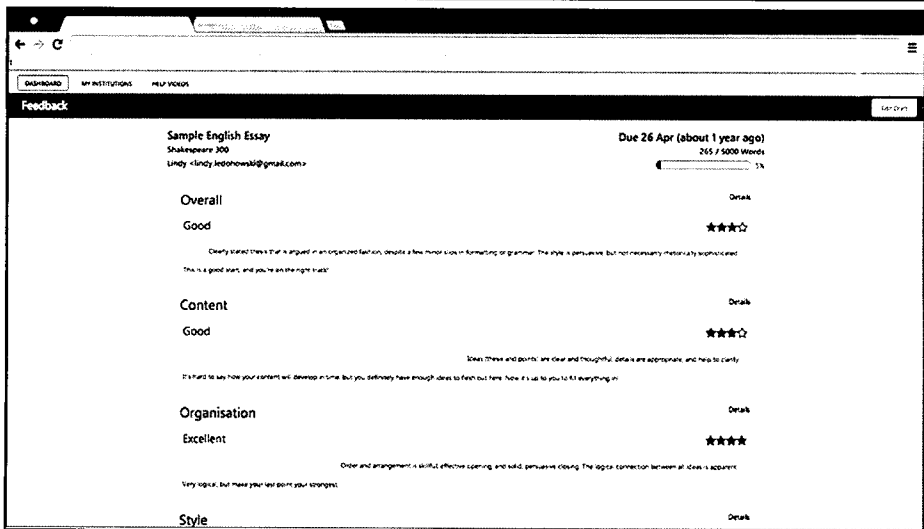 DASHBOARD MY INSTITUTIONS HELP VIDEOS
Feedback Edit Draft
Sample English Essay Due 26 Apr (about 1 year ago)
Shakespeare 300 265 / 5000 Words
Lindy <lindy.ledohowski@gmail.com> 5%
Overall Details
Good
Clearly stated thesis that is argued in an organized fashion, despite a few minor slips in formatting or grammar. The style is persuasive, but not necessarily rhetorically sophisticated.
This is a good start, and you're on the right track!
Content Details
Good
Ideas (thesis and points) are clear and thoughtful, details are appropriate, and help to clarify.
It's hard to say how your content will develop in time, but you definitely have enough ideas to flesh out here. Now it's up to you to fill everything in!
Organisation Details
Excellent
Order and arrangement is skillful, effective opening, and solid, persuasive closing. The logical connection between all ideas is apparent.
Very logical, but make your last point your strongest.
Style Details